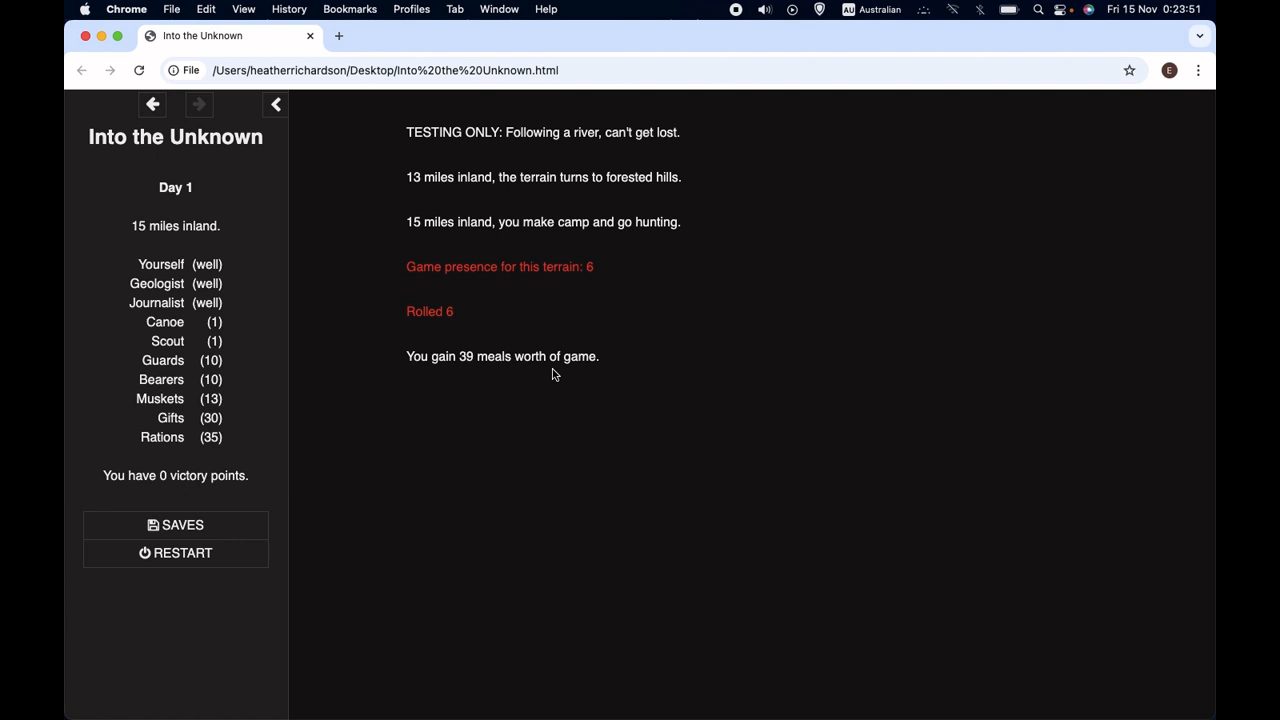 Chrome File Edit View History Bookmarks Profiles Tab Window Help AU Australian Fri 15 Nov 0:23:51
Into the Unknown
File /Users/heatherrichardson/Desktop/Into%20the%20Unknown.html E
Into the Unknown
Day 1
15 miles inland.
Yourself (well)
Geologist (well)
Journalist (well)
Canoe (1)
Scout (1)
Guards (10)
Bearers (10)
Muskets (13)
Gifts (30)
Rations (35)
You have 0 victory points.
SAVES
RESTART
TESTING ONLY: Following a river, can't get lost.
13 miles inland, the terrain turns to forested hills.
15 miles inland, you make camp and go hunting.
Game presence for this terrain: 6
Rolled 6
You gain 39 meals worth of game.